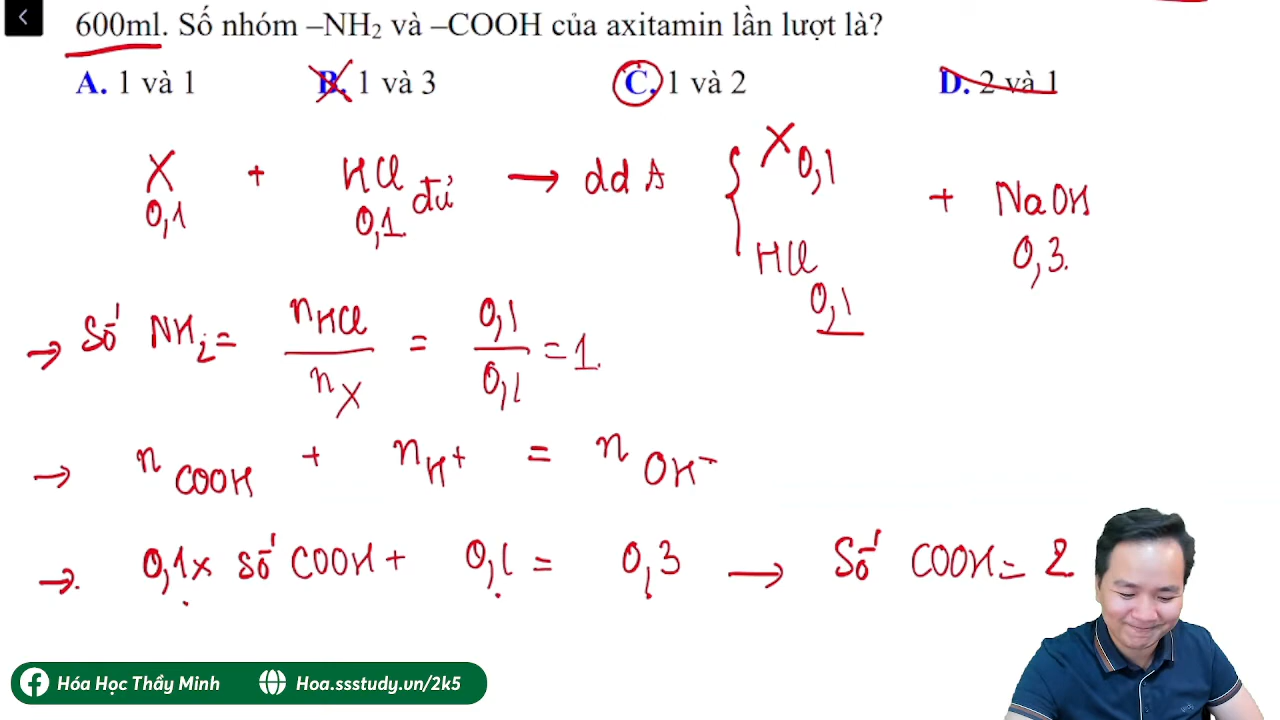 600ml. Số nhóm –NH₂ và –COOH của axitamin lần lượt là?
A. 1 và 1 B. 1 và 3 C. 1 và 2 D. 2 và 1
X + HCl đủ → dd A { X 0,1 + NaOH
0,1 0,1 HCl 0,1 0,3.
→ Số NH₂ = nHCl / nX = 0,1 / 0,1 = 1.
→ nCOOH + nH⁺ = nOH⁻
→ 0,1 x Số COOH + 0,1 = 0,3 → Số COOH = 2
Hóa Học Thầy Minh Hoa.ssstudy.vn/2k5